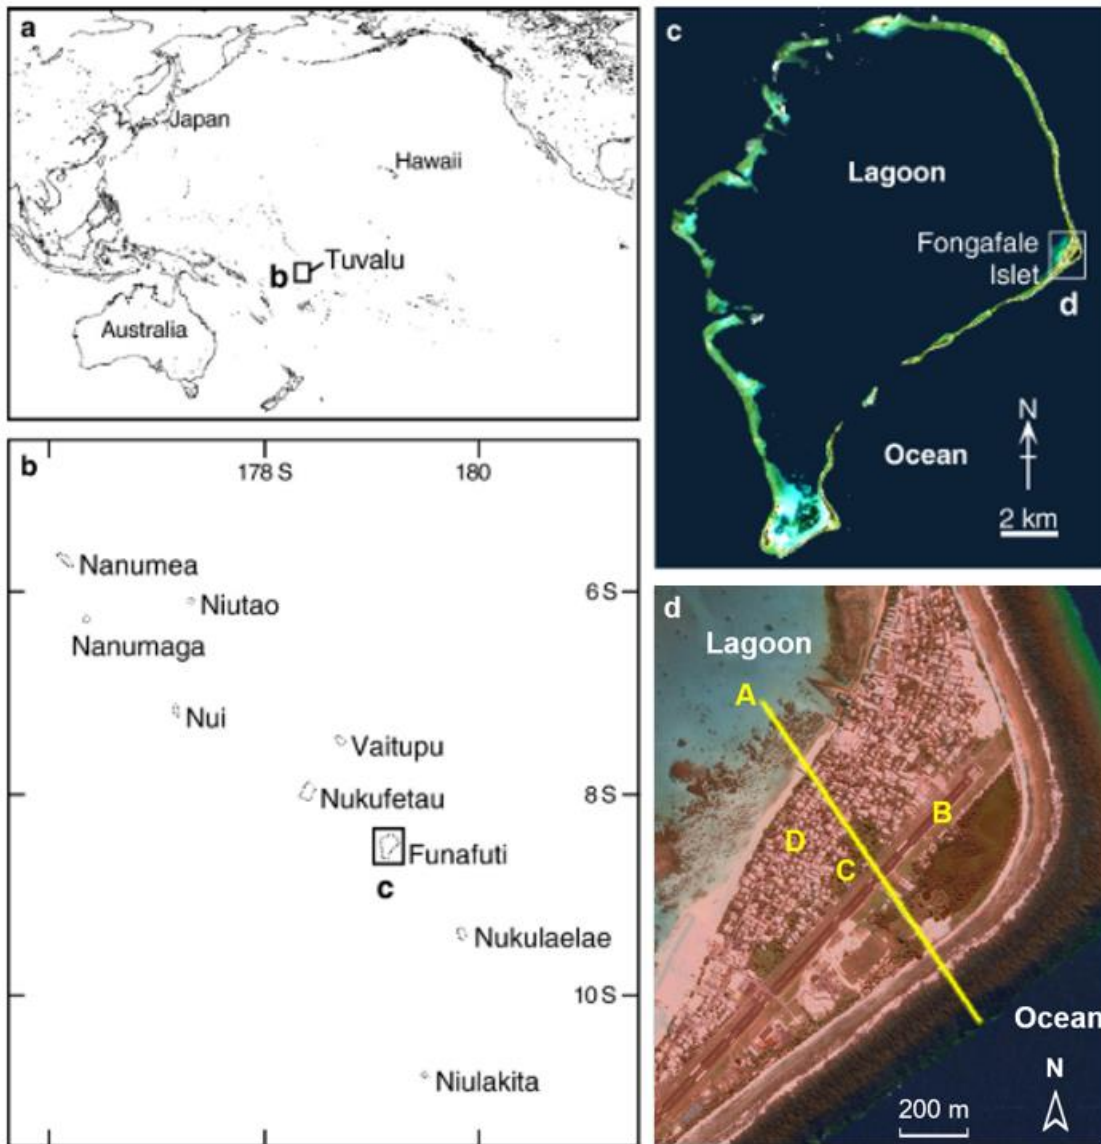 a
Japan
Hawaii
Tuvalu
b
Australia
b
178 S
180
Nanumea
6 S
Niutao
Nanumaga
Nui
Vaitupu
8 S
Nukufetau
Funafuti
c
Nukulaelae
10 S
Niulakita
c
Lagoon
Fongafale
Islet
d
N
Ocean
2 km
d
Lagoon
A
B
D
C
Ocean
N
200 m